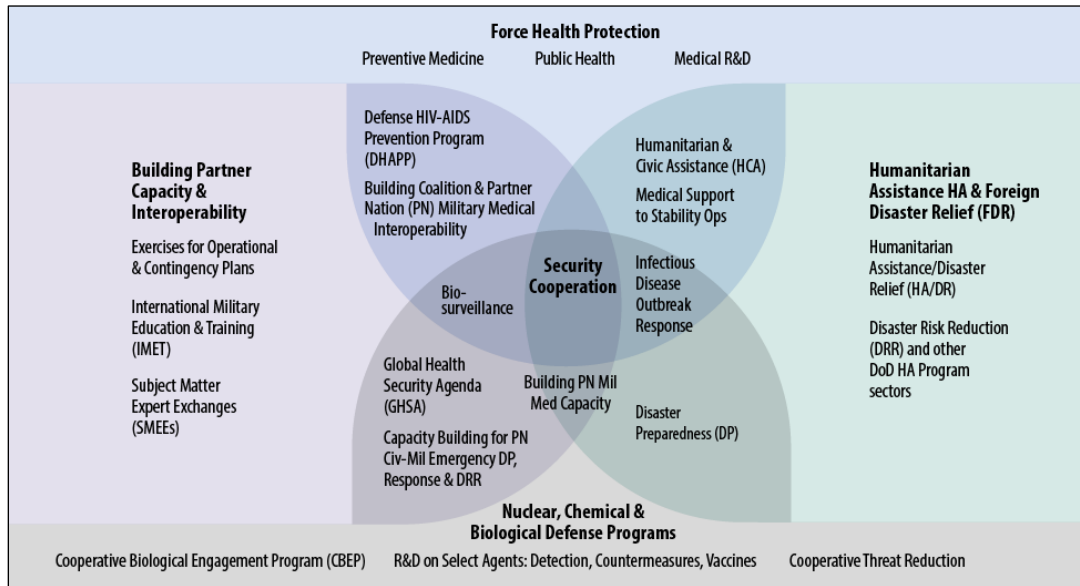 Force Health Protection
Preventive Medicine
Public Health
Medical R&D
Building Partner
Capacity &
Interoperability
Exercises for Operational
& Contingency Plans
International Military
Education & Training
(IMET)
Subject Matter
Expert Exchanges
(SMEEs)
Defense HIV-AIDS
Prevention Program
(DHAPP)
Building Coalition & Partner
Nation (PN) Military Medical
Interoperability
Humanitarian &
Civic Assistance (HCA)
Medical Support
to Stability Ops
Bio-
surveillance
Security
Cooperation
Infectious
Disease
Outbreak
Response
Global Health
Security Agenda
(GHSA)
Capacity Building for PN
Civ-Mil Emergency DP,
Response & DRR
Building PN Mil
Med Capacity
Disaster
Preparedness (DP)
Humanitarian
Assistance HA & Foreign
Disaster Relief (FDR)
Humanitarian
Assistance/Disaster
Relief (HA/DR)
Disaster Risk Reduction
(DRR) and other
DoD HA Program
sectors
Nuclear, Chemical &
Biological Defense Programs
Cooperative Biological Engagement Program (CBEP)
R&D on Select Agents: Detection, Countermeasures, Vaccines
Cooperative Threat Reduction